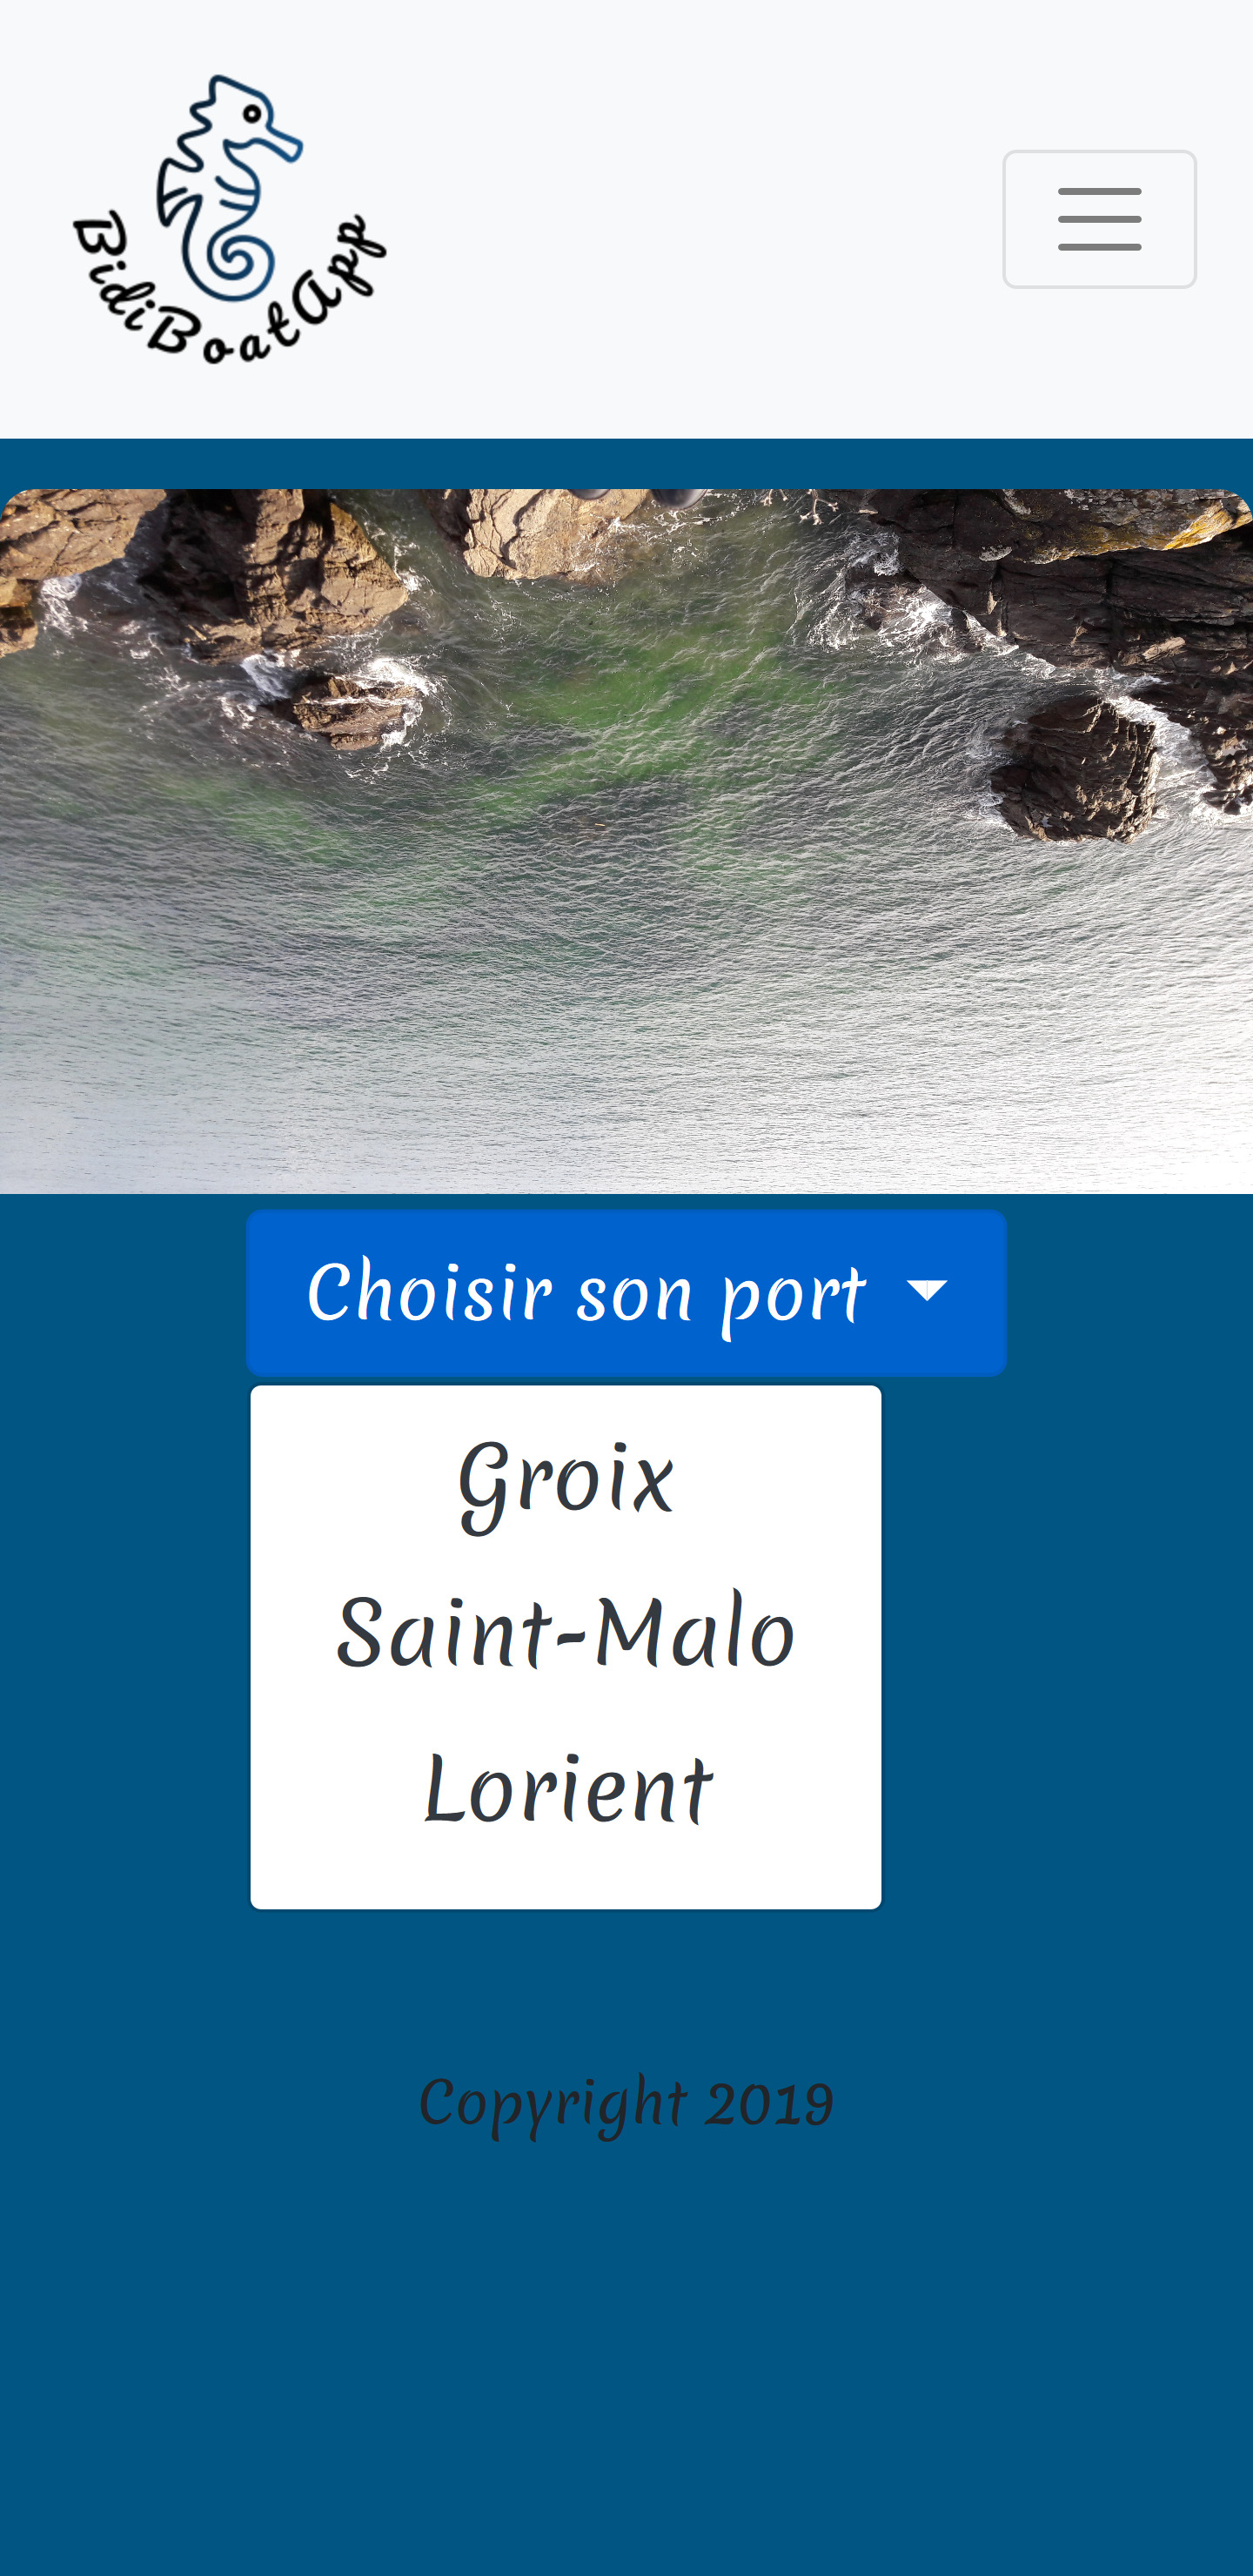 BidiBoatApp
Choisir son port
Groix
Saint-Malo
Lorient
Copyright 2019